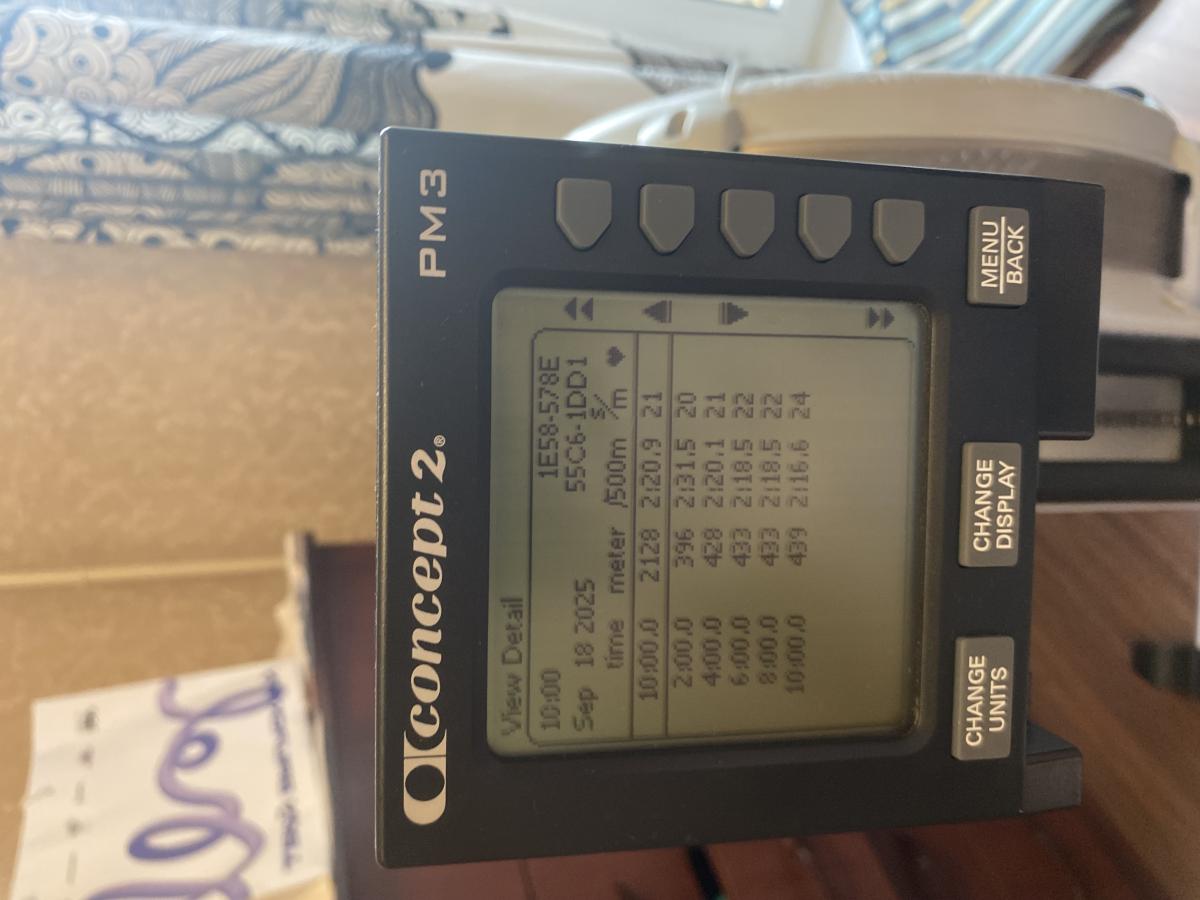 concept 2®
PM3
View Detail
10:00 1E58-578E
Sep 18 2025 55C6-1DD1
time meter /500m s/m ♥
10:00.0 2128 2:20.9 21
2:00.0 396 2:31.5 20
4:00.0 428 2:20.1 21
6:00.0 433 2:18.5 22
8:00.0 433 2:18.5 22
10:00.0 439 2:16.6 24
CHANGE
UNITS
CHANGE
DISPLAY
MENU
BACK